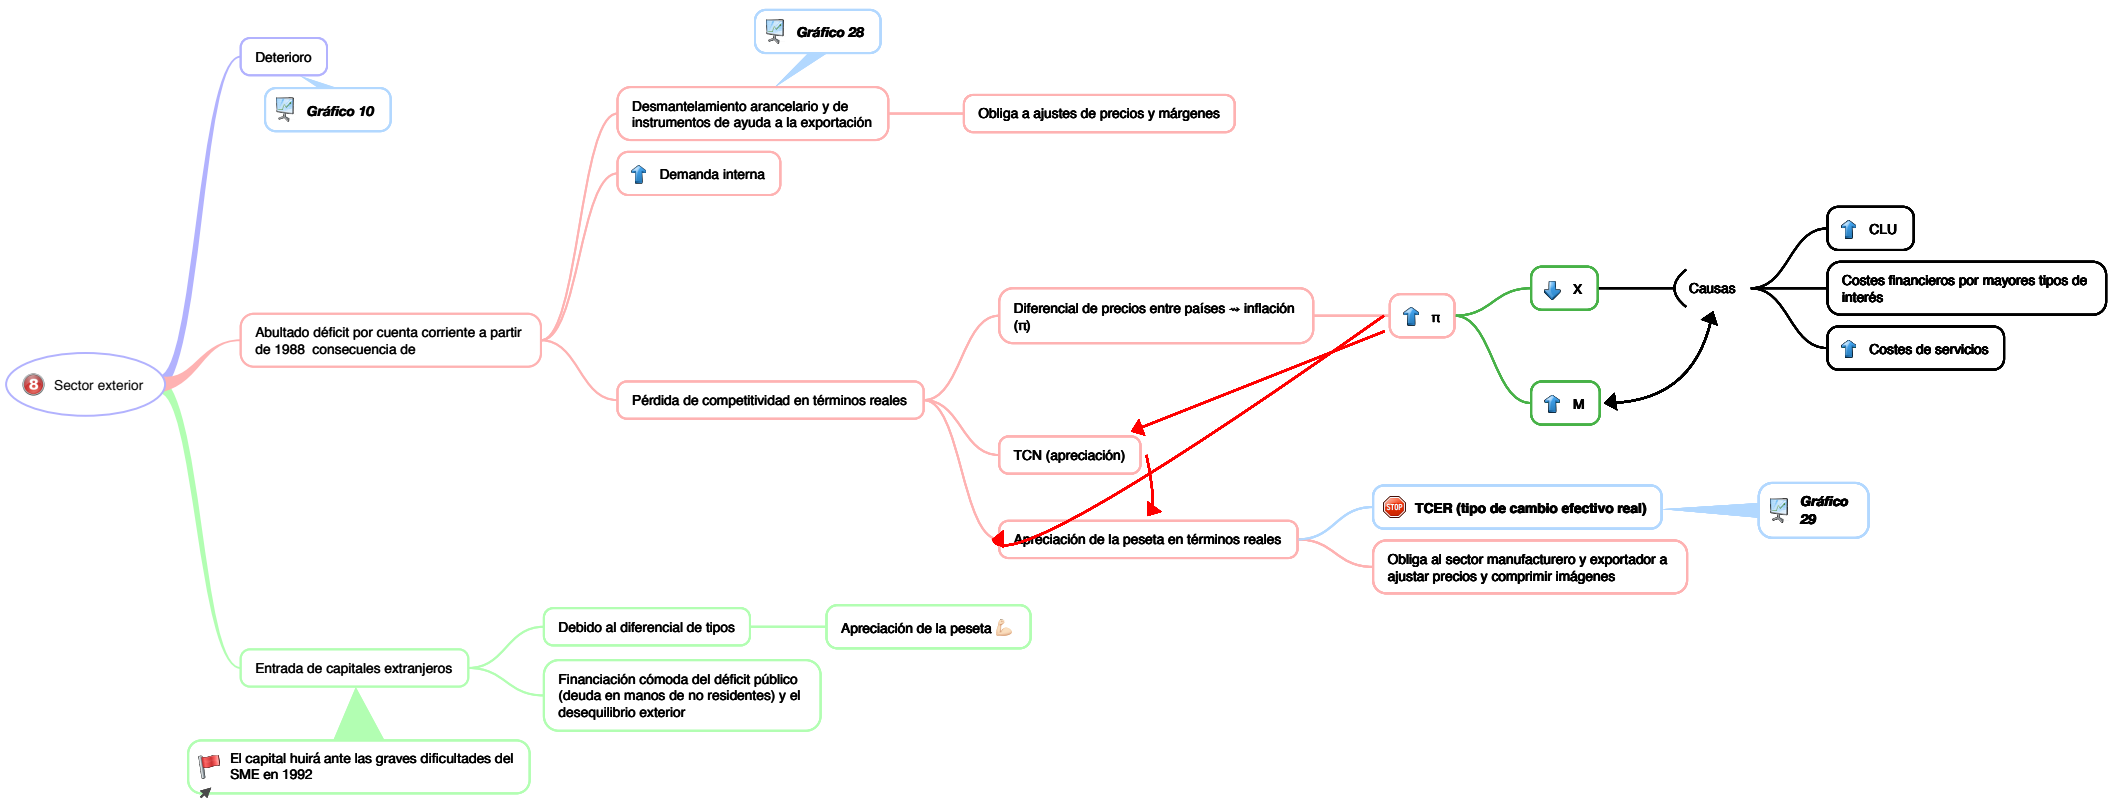 Gráfico 28
Deterioro
Gráfico 10
Desmantelamiento arancelario y de
instrumentos de ayuda a la exportación
Obliga a ajustes de precios y márgenes
Demanda interna
CLU
Costes financieros por mayores tipos de
interés
Costes de servicios
Causas
X
M
Diferencial de precios entre países ⇝ inflación
(π)
π
Abultado déficit por cuenta corriente a partir
de 1988 consecuencia de
8 Sector exterior
Pérdida de competitividad en términos reales
TCN (apreciación)
Apreciación de la peseta en términos reales
STOP TCER (tipo de cambio efectivo real)
Gráfico
29
Obliga al sector manufacturero y exportador a
ajustar precios y comprimir imágenes
Debido al diferencial de tipos
Apreciación de la peseta 💪🏻
Entrada de capitales extranjeros
Financiación cómoda del déficit público
(deuda en manos de no residentes) y el
desequilibrio exterior
El capital huirá ante las graves dificultades del
SME en 1992